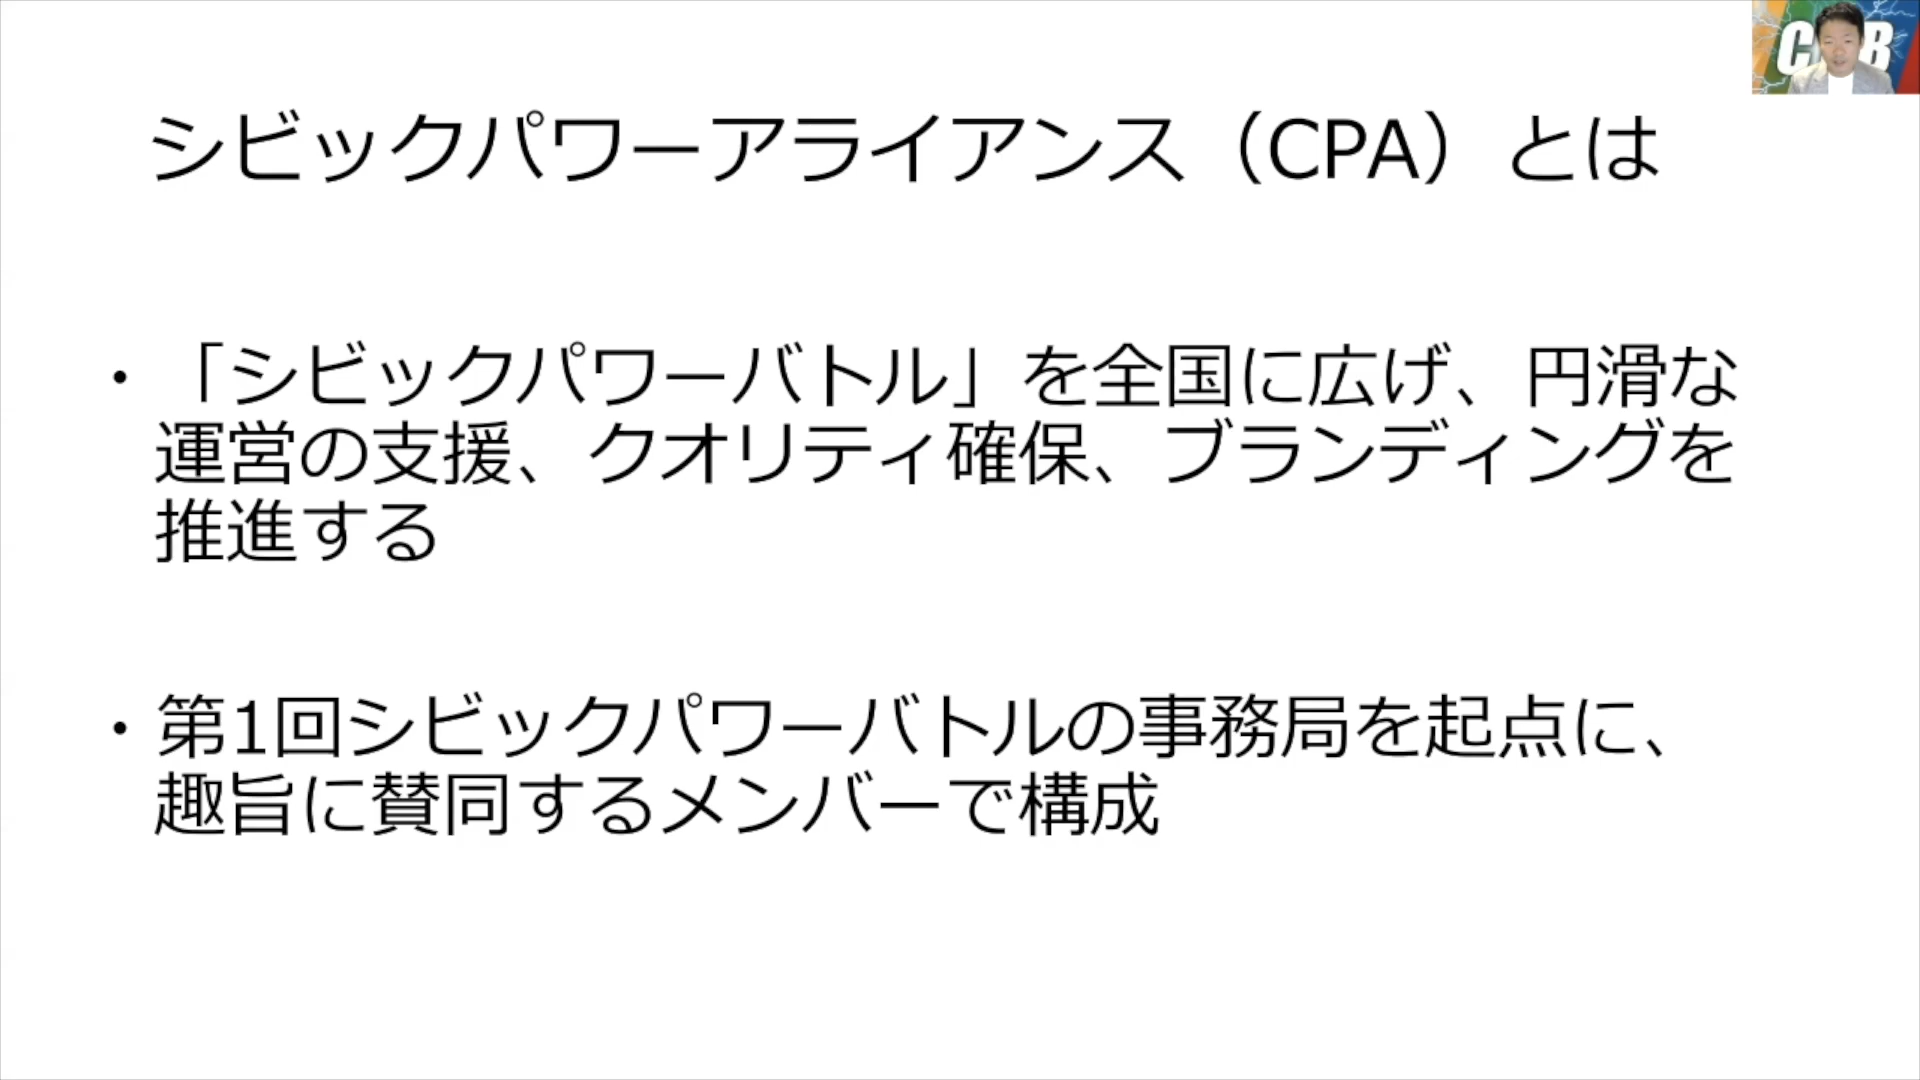 シビックパワーアライアンス（CPA）とは
・「シビックパワーバトル」を全国に広げ、円滑な
運営の支援、クオリティ確保、ブランディングを
推進する
・第1回シビックパワーバトルの事務局を起点に、
趣旨に賛同するメンバーで構成